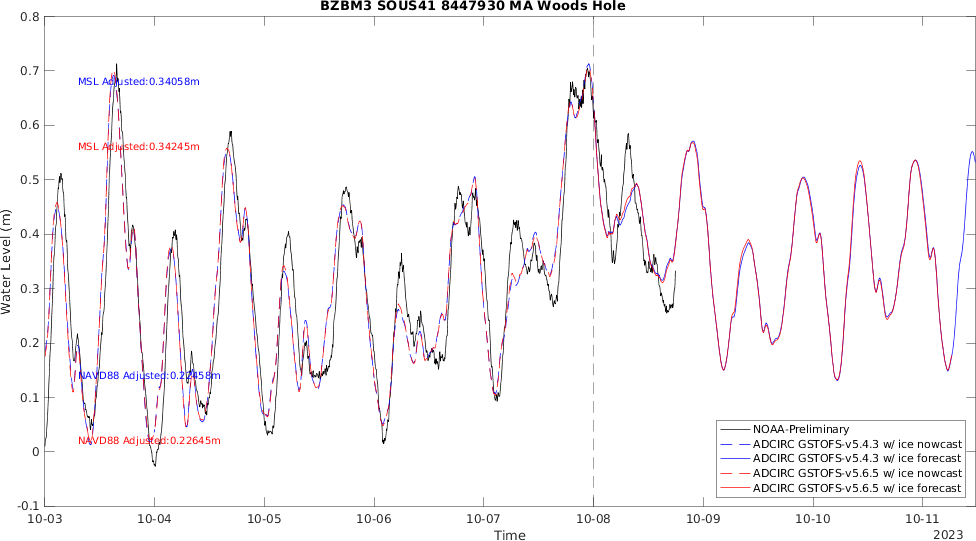 BZBM3 SOUS41 8447930 MA Woods Hole
0.8
0.7
0.6
0.5
0.4
0.3
0.2
0.1
0
-0.1
Water Level (m)
MSL Adjusted:0.34058m
MSL Adjusted:0.34245m
NAVD88 Adjusted:0.22458m
NAVD88 Adjusted:0.22645m
NOAA-Preliminary
ADCIRC GSTOFS-v5.4.3 w/ ice nowcast
ADCIRC GSTOFS-v5.4.3 w/ ice forecast
ADCIRC GSTOFS-v5.6.5 w/ ice nowcast
ADCIRC GSTOFS-v5.6.5 w/ ice forecast
10-03 10-04 10-05 10-06 10-07 10-08 10-09 10-10 10-11
Time
2023